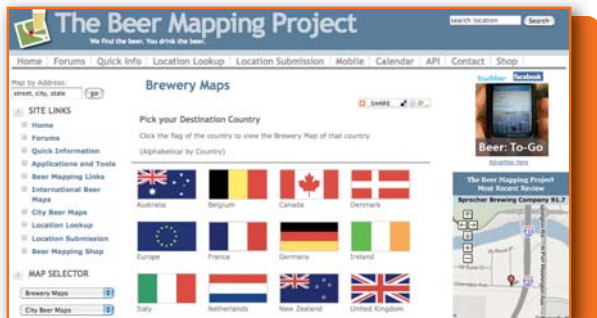 The Beer Mapping Project
We find the beer. You drink the beer.
search location
Search
Home Forums Quick Info Location Lookup Location Submission Mobile Calendar API Contact Shop
Map by Address:
street, city, state
go
SITE LINKS
Home
Forums
Quick Information
Applications and Tools
Beer Mapping Links
International Beer
Maps
City Beer Maps
Location Lookup
Location Submission
Beer Mapping Shop
MAP SELECTOR
Brewery Maps
City Beer Maps
Brewery Maps
SHARE
Pick your Destination Country
Click the flag of the country to view the Brewery Map of that country.
(Alphabetical by Country)
Australia Belgium Canada Denmark
Europe France Germany Ireland
Italy Netherlands New Zealand United Kingdom
twitter facebook
Beer: To-Go
Advertise Here
The Beer Mapping Project
Most Recent Review
Sprecher Brewing Company 91.7